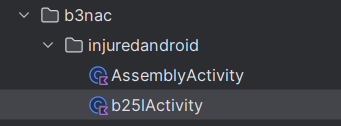 b3nac
injuredandroid
AssemblyActivity
b25lActivity